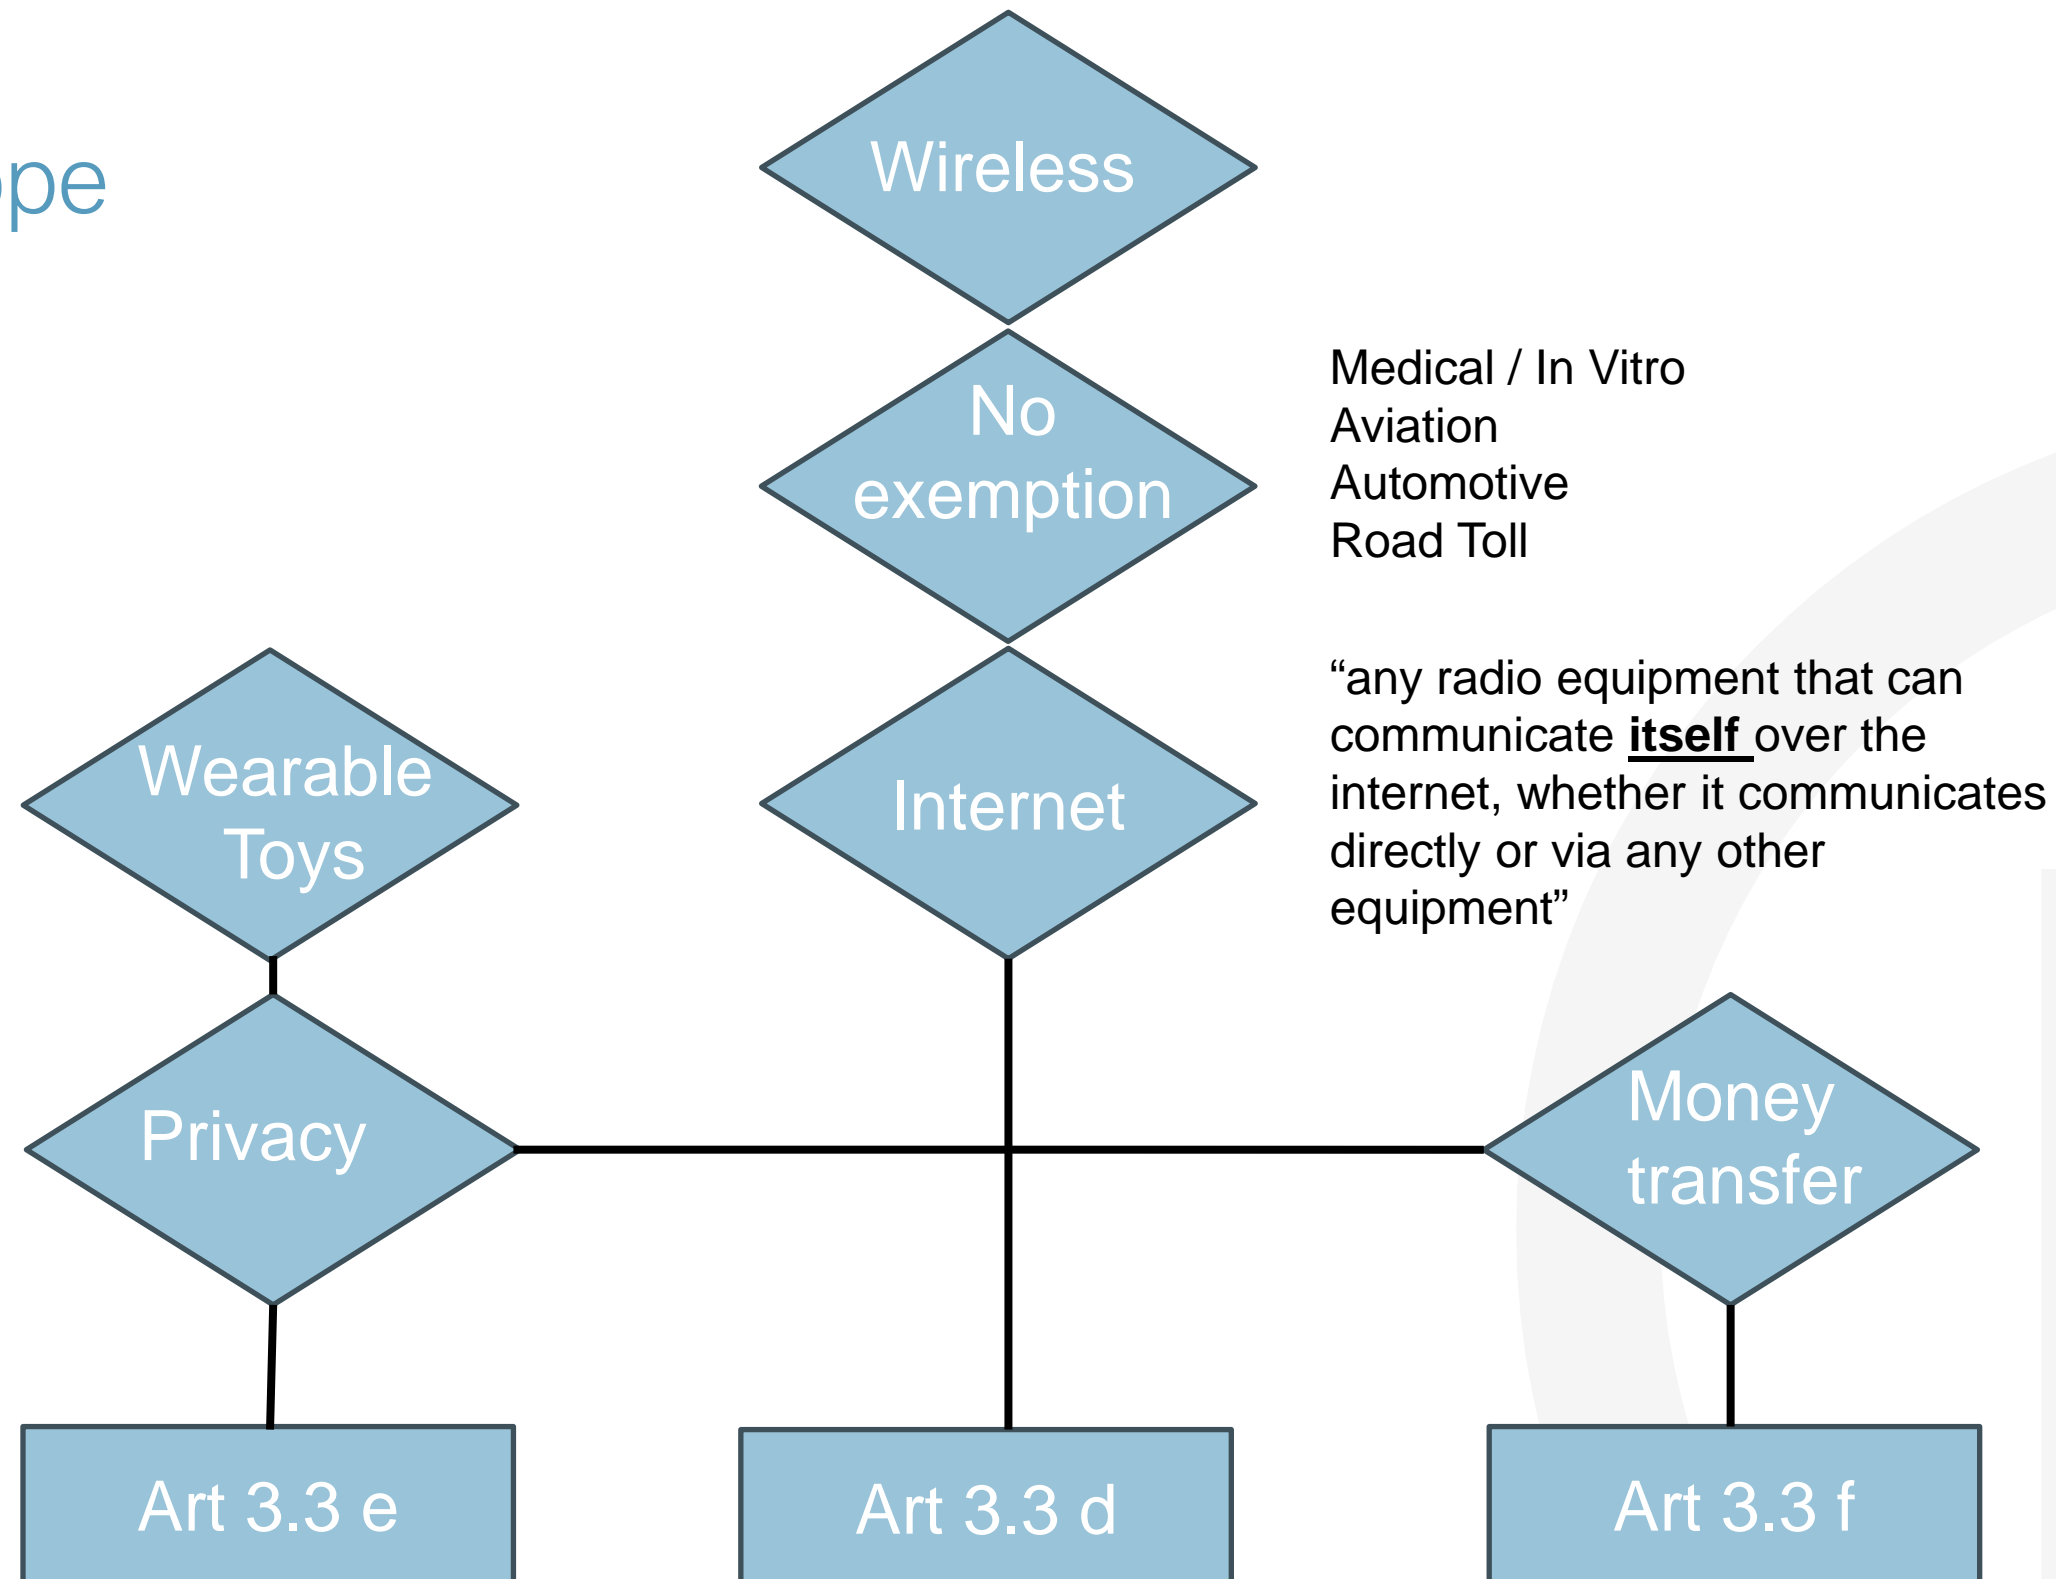 Wireless
No
exemption
Medical / In Vitro
Aviation
Automotive
Road Toll
Wearable
Toys
Internet
“any radio equipment that can
communicate itself over the
internet, whether it communicates
directly or via any other
equipment”
Privacy
Money
transfer
Art 3.3 e
Art 3.3 d
Art 3.3 f